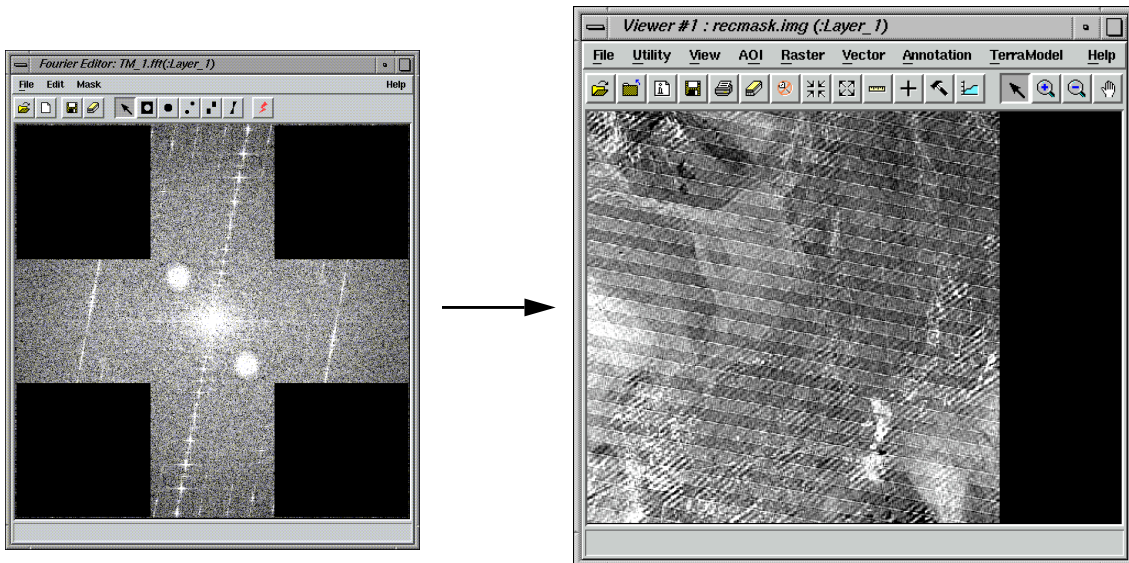 Fourier Editor: TM_1.fft(:Layer_1)
File Edit Mask Help
Viewer #1 : recmask.img (:Layer_1)
File Utility View AOI Raster Vector Annotation TerraModel Help